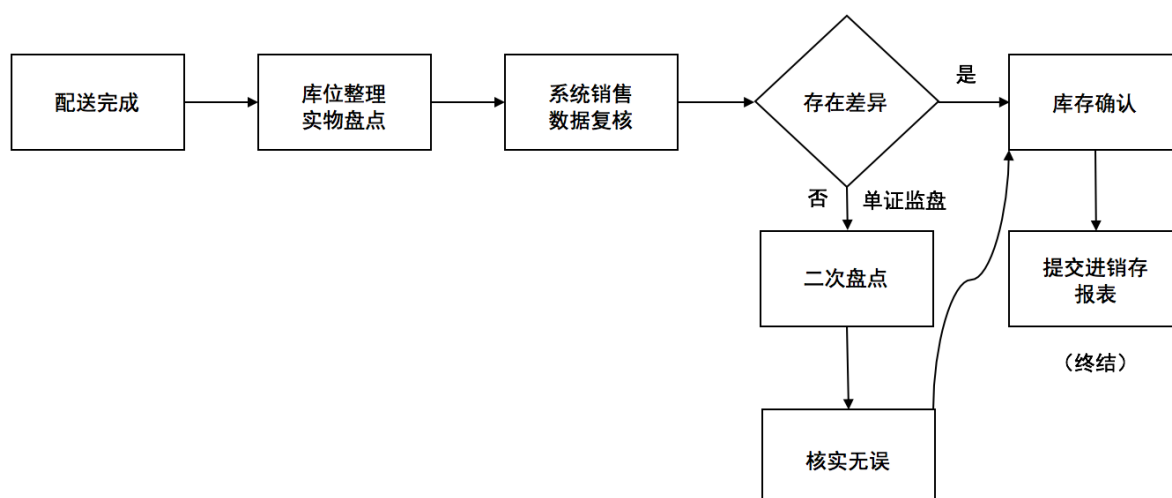 配送完成
库位整理
实物盘点
系统销售
数据复核
存在差异
是
库存确认
否
单证监盘
二次盘点
提交进销存
报表
（终结）
核实无误